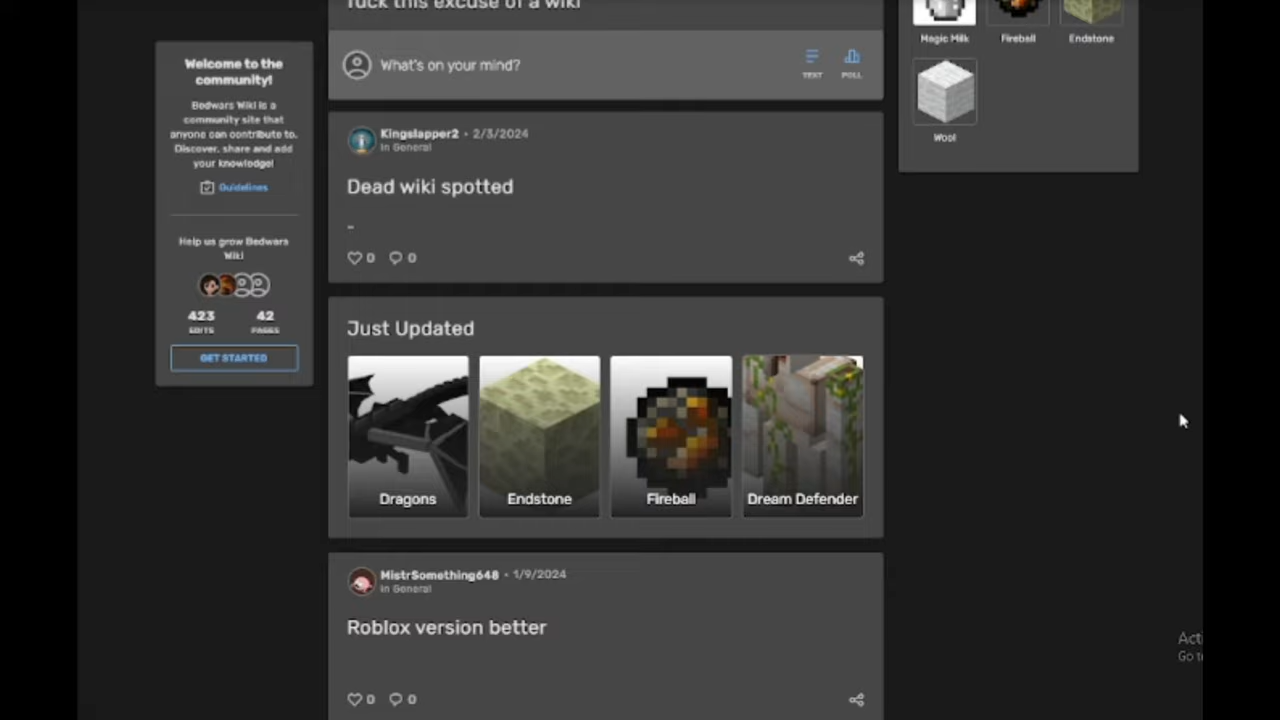 this excuse of a wiki
What's on your mind?
TEXT
POLL
Magic Milk
Fireball
Endstone
Wool
Welcome to the
community!
Bedwars Wiki is a
community site that
anyone can contribute to.
Discover, share and add
your knowledge!
Guidelines
Help us grow Bedwars
Wiki
423
EDITS
42
PAGES
GET STARTED
Kingslapper2 • 2/3/2024
in General
Dead wiki spotted
-
0
0
Just Updated
Dragons
Endstone
Fireball
Dream Defender
MistrSomething648 • 1/9/2024
in General
Roblox version better
0
0